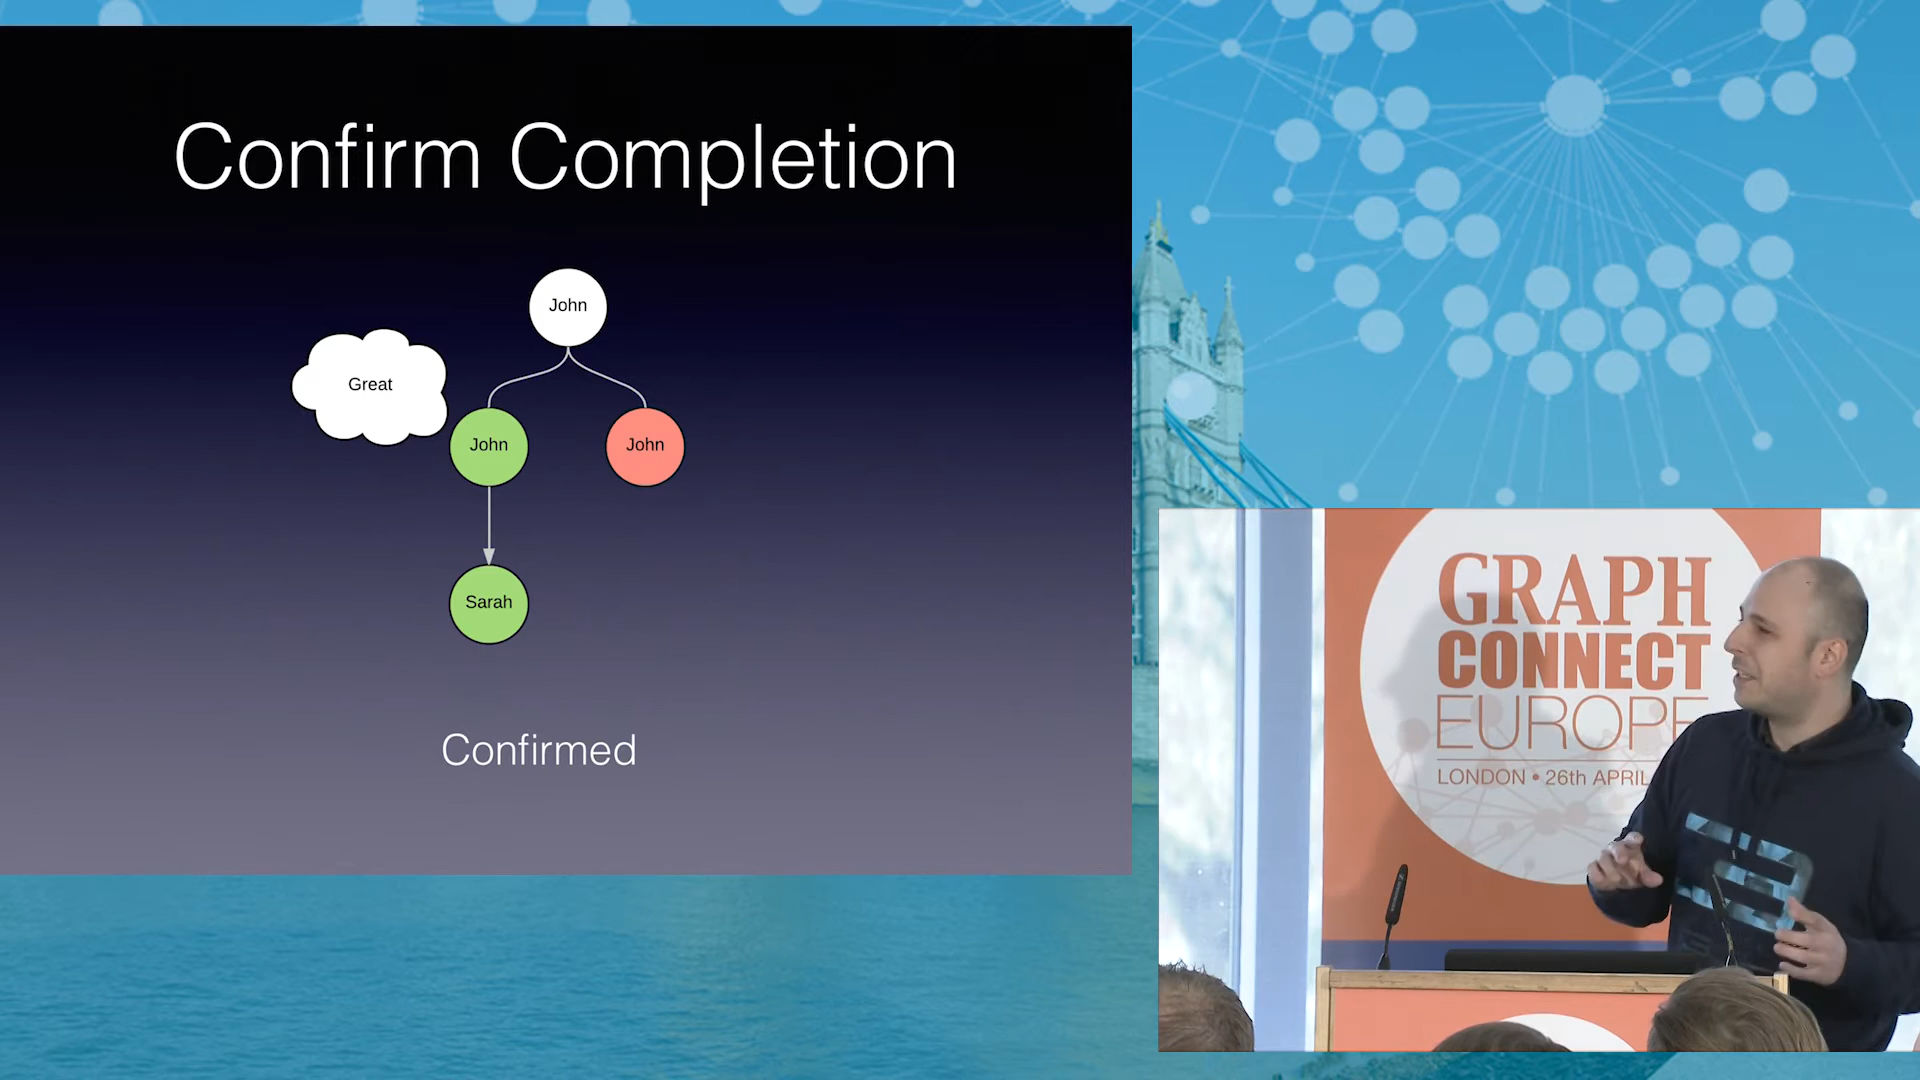 Confirm Completion
John
Great
John
John
Sarah
Confirmed
GRAPH
CONNECT
EUROPE
LONDON • 26th APRIL